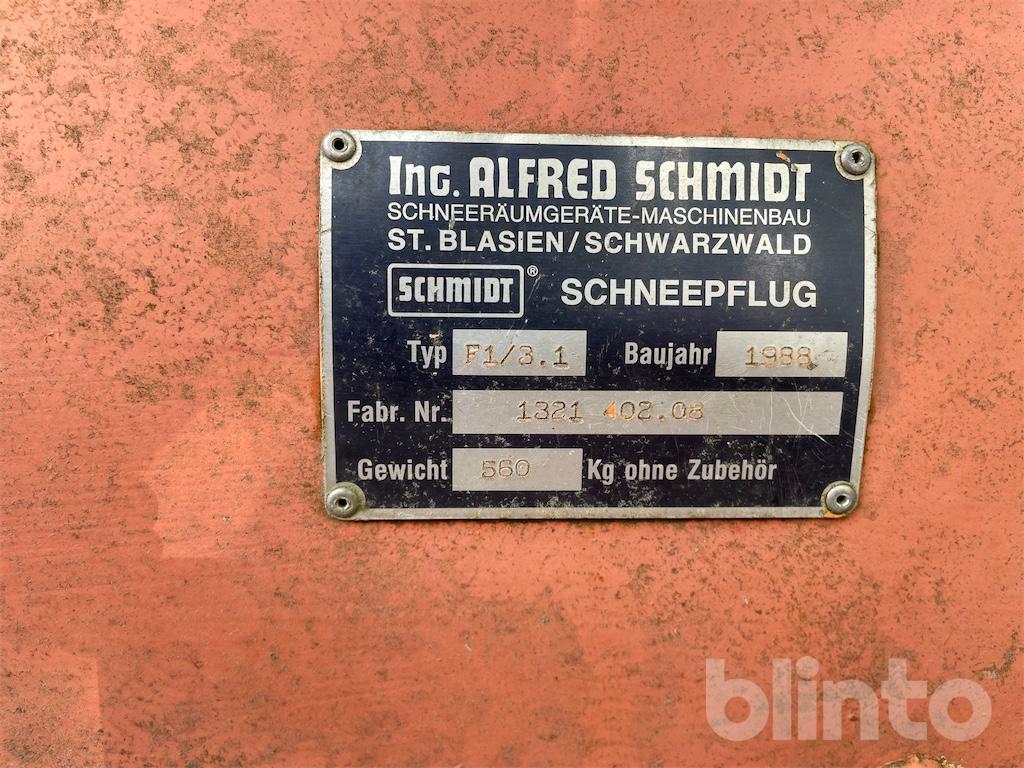 Ing. ALFRED SCHMIDT
SCHNEERÄUMGERÄTE-MASCHINENBAU
ST. BLASIEN/SCHWARZWALD
SCHMIDT® SCHNEEPFLUG
Typ F1/3.1 Baujahr 1988
Fabr. Nr. 1321 402.08
Gewicht 560 Kg ohne Zubehör
blinto™